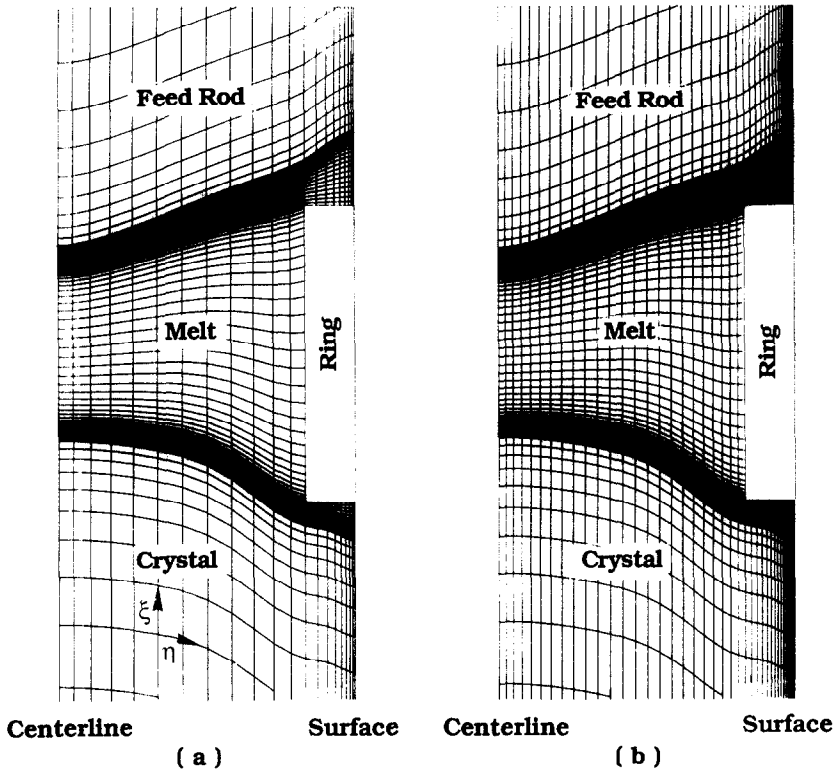 Feed Rod
Melt
Ring
Crystal
ξ
η
Centerline Surface
( a )
Feed Rod
Melt
Ring
Crystal
Centerline Surface
( b )